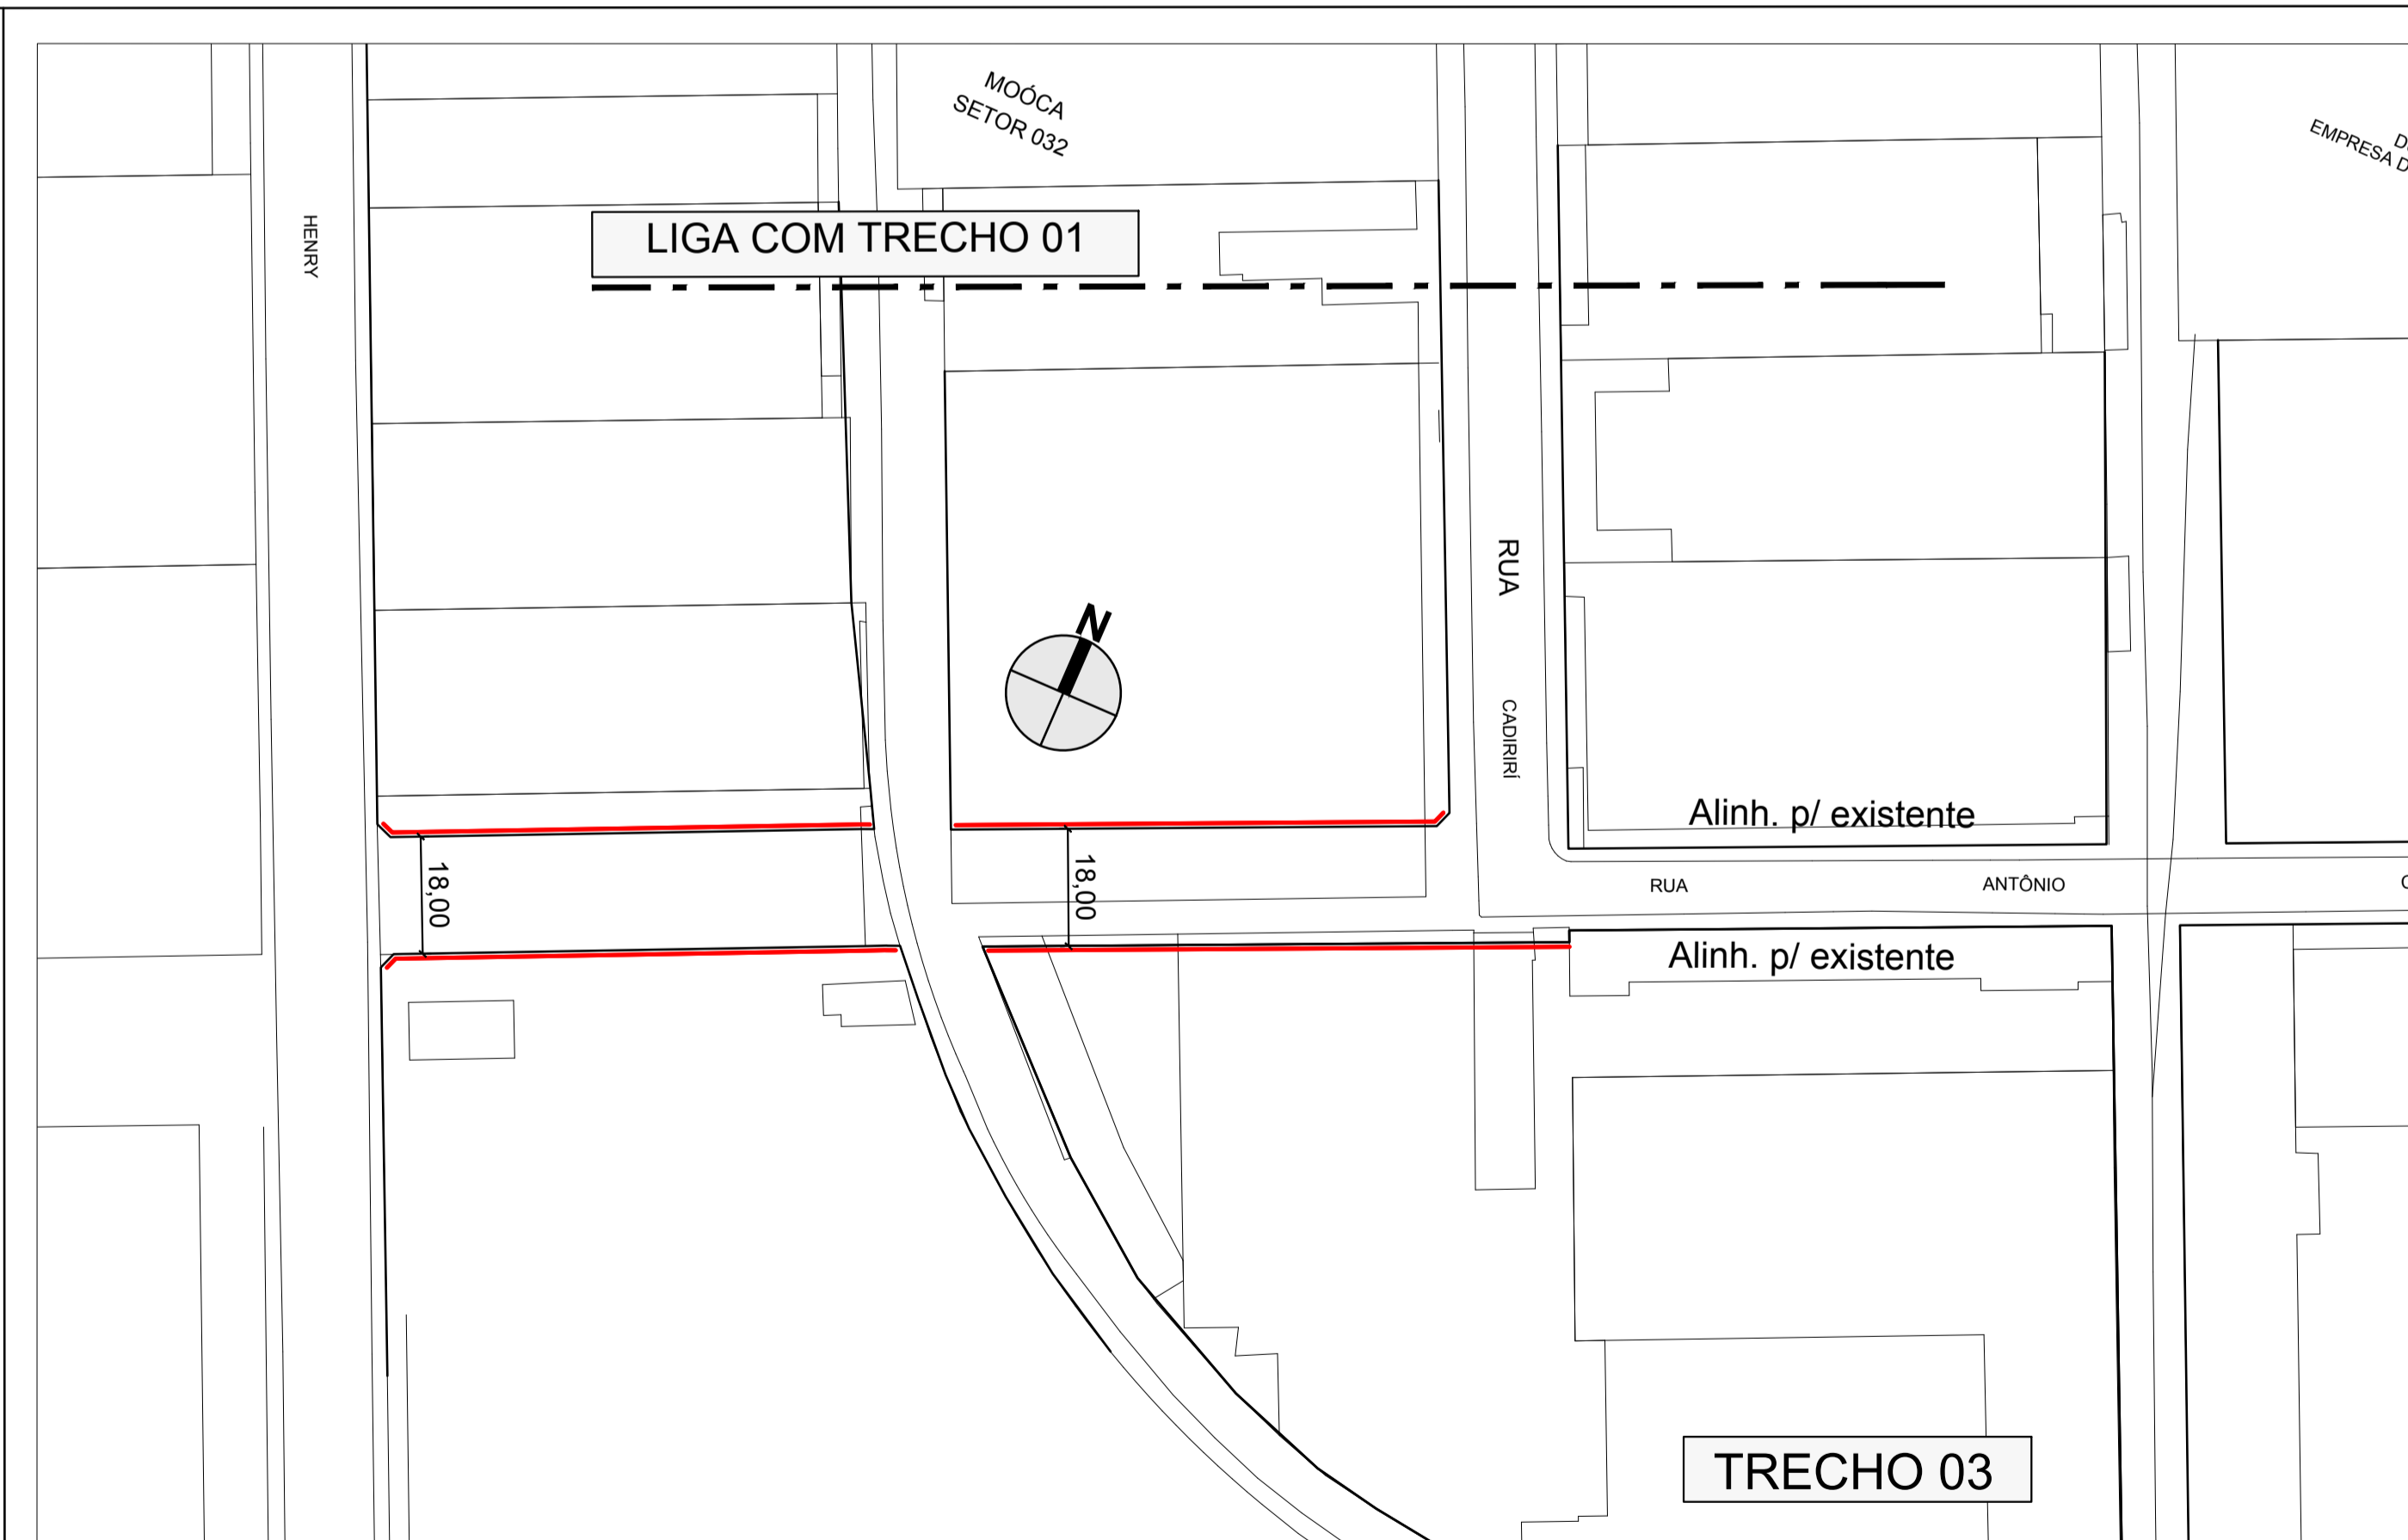 MOÓCA
SETOR 032
EMPRESA
HENRY
LIGA COM TRECHO 01
RUA
N
CADIRIRÍ
Alinh. p/ existente
18,00
18,00
RUA
ANTÔNIO
Alinh. p/ existente
TRECHO 03